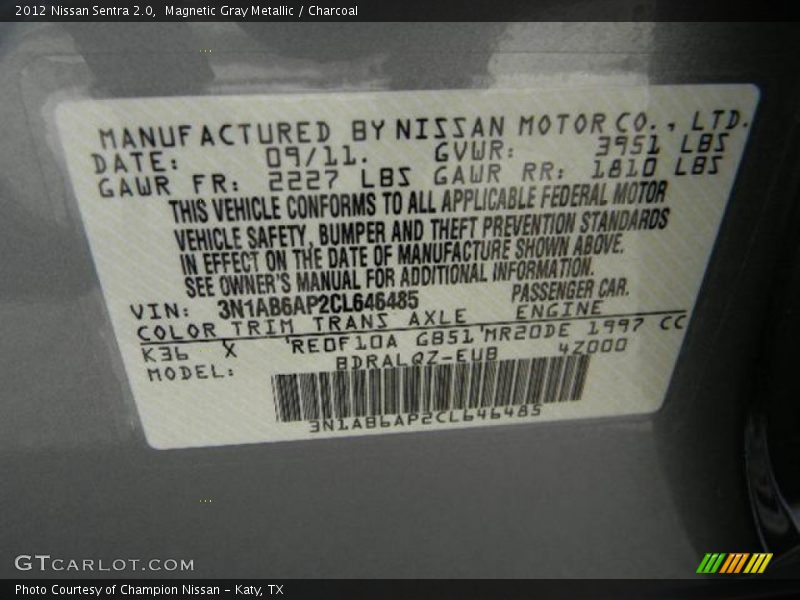 2012 Nissan Sentra 2.0,  Magnetic Gray Metallic / Charcoal
MANUFACTURED BY NISSAN MOTOR CO., LTD.
DATE: 09/11. GVWR: 3951 LBS
GAWR FR: 2227 LBS GAWR RR: 1810 LBS
THIS VEHICLE CONFORMS TO ALL APPLICABLE FEDERAL MOTOR
VEHICLE SAFETY, BUMPER AND THEFT PREVENTION STANDARDS
IN EFFECT ON THE DATE OF MANUFACTURE SHOWN ABOVE.
SEE OWNER'S MANUAL FOR ADDITIONAL INFORMATION.
VIN: 3N1AB6AP2CL646485 PASSENGER CAR.
COLOR TRIM TRANS AXLE ENGINE
K36 X RE0F10A GB51 MR20DE 1997 CC
MODEL: BDRALQZ-EUB 4Z000
3N1AB6AP2CL646485
GTCARLOT.COM
Photo Courtesy of Champion Nissan - Katy, TX